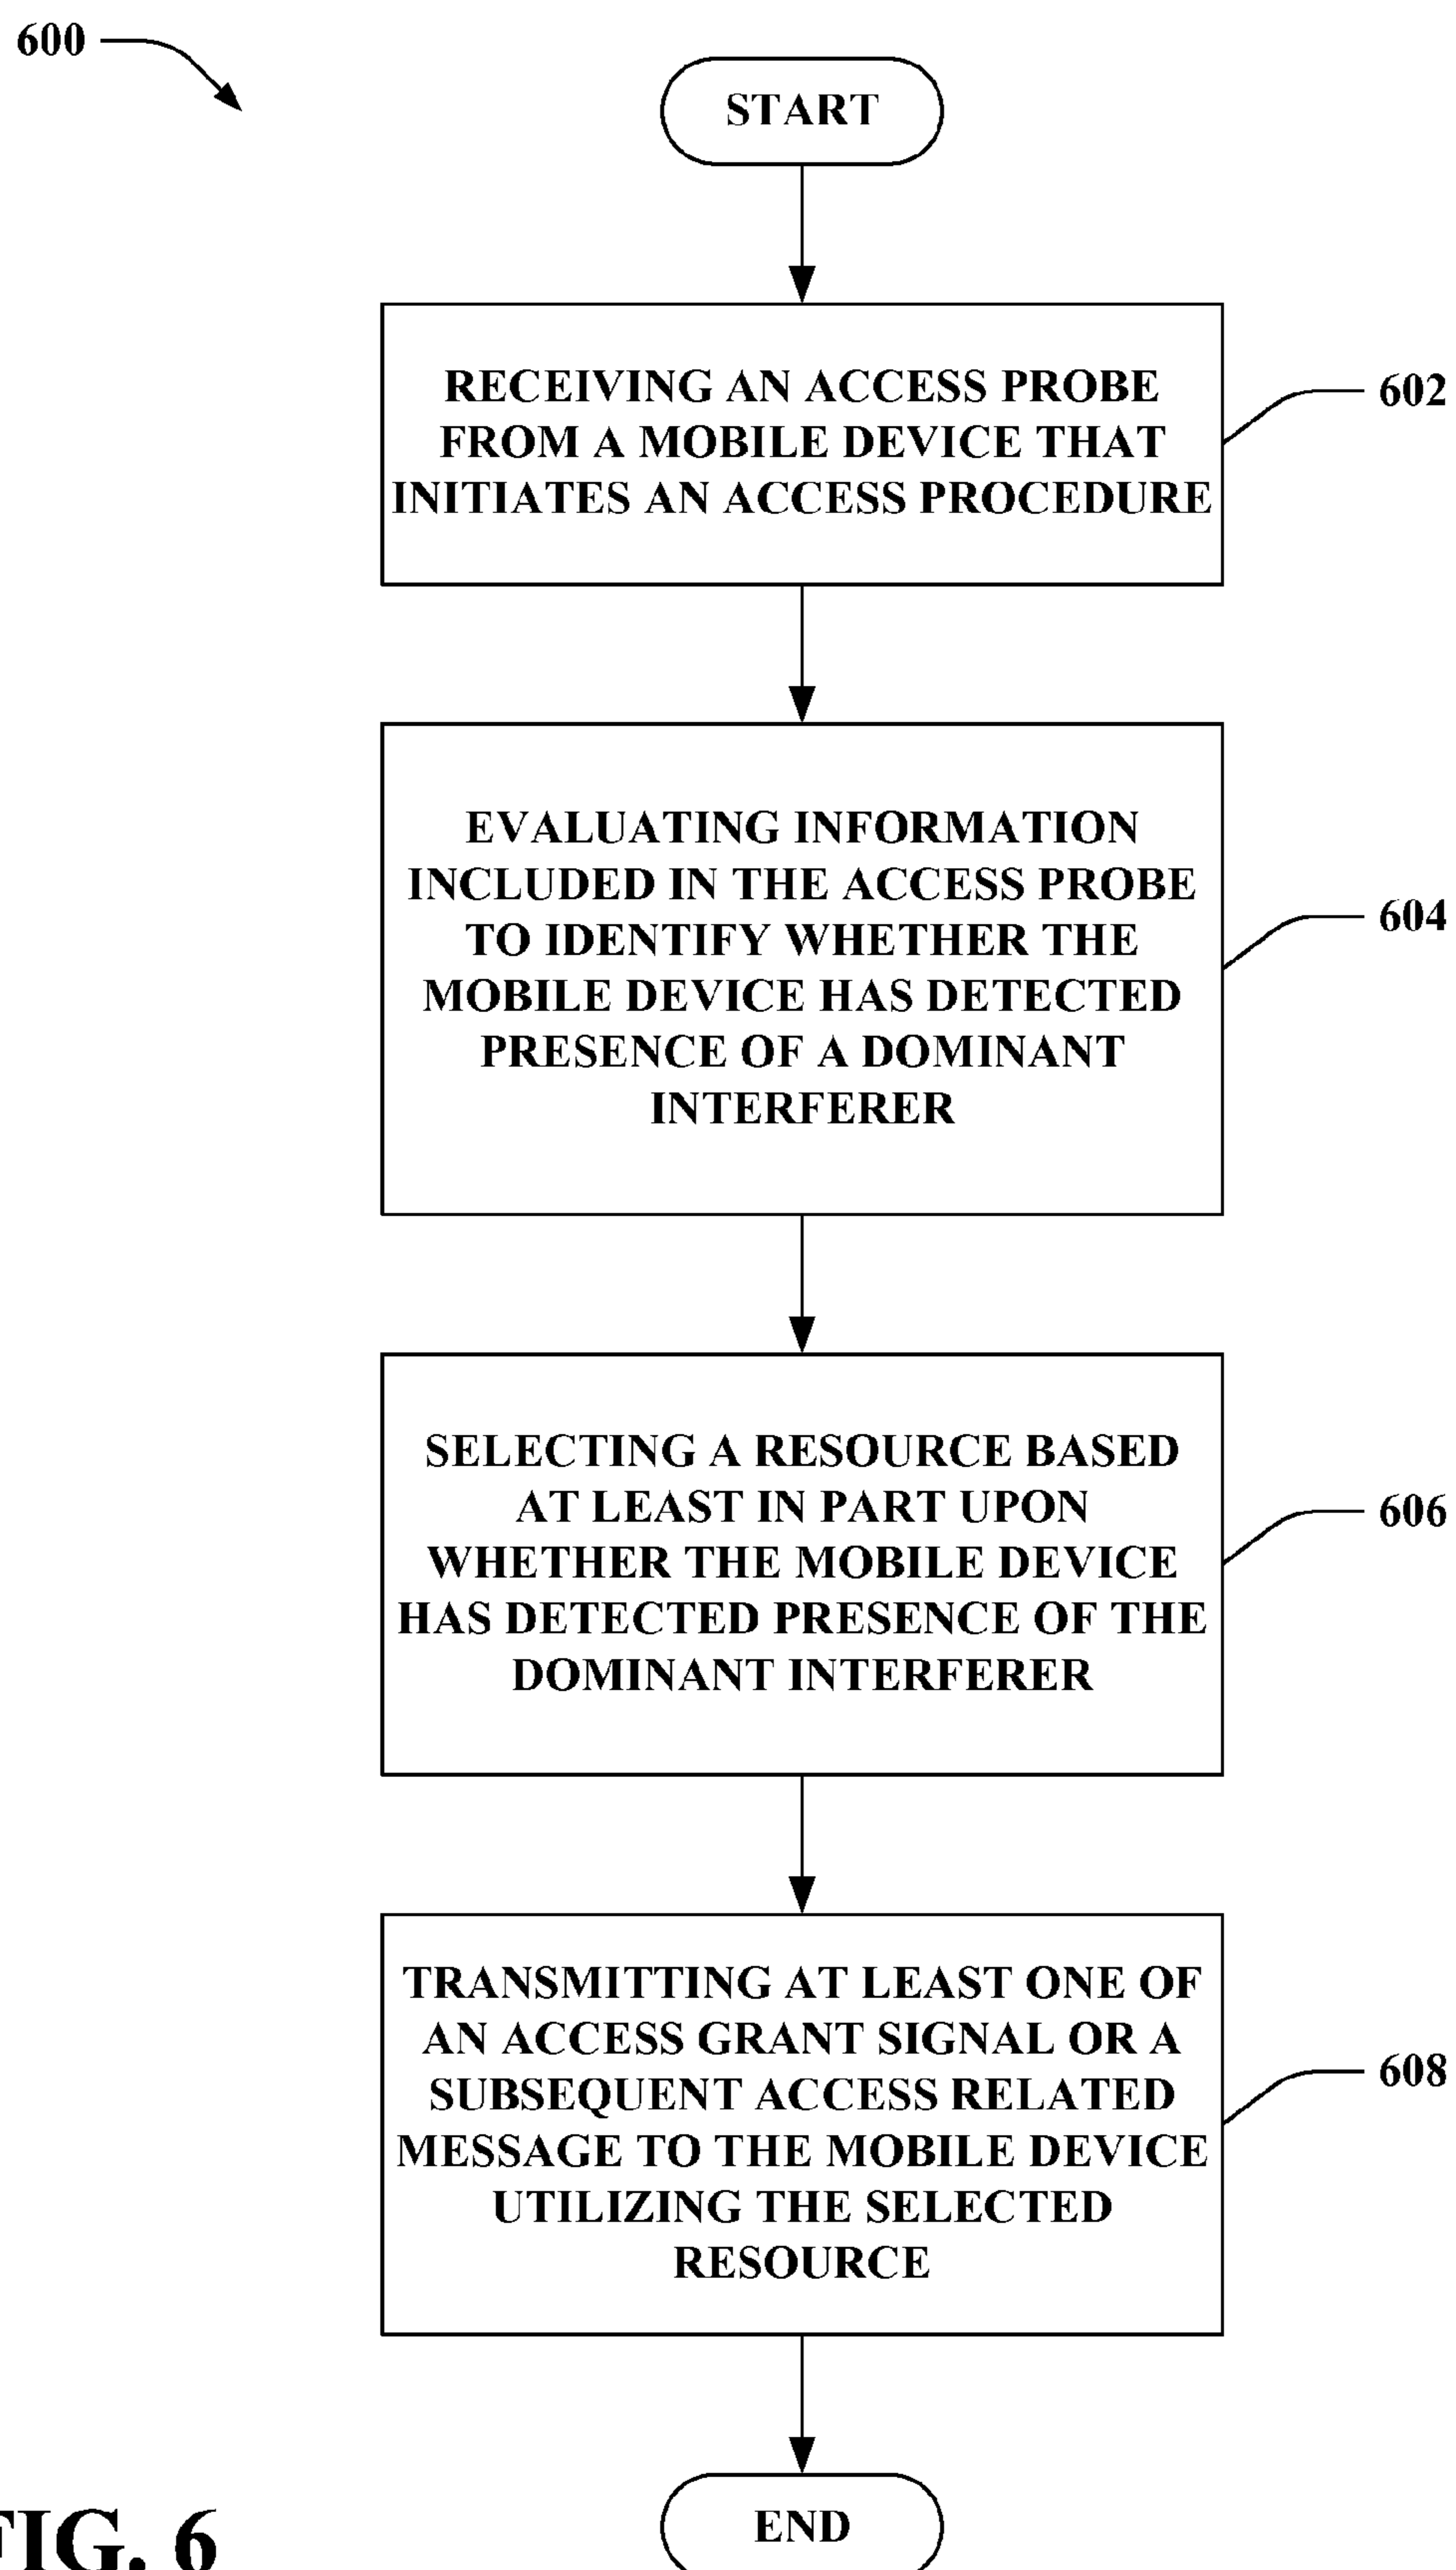 600
START
RECEIVING AN ACCESS PROBE
FROM A MOBILE DEVICE THAT
INITIATES AN ACCESS PROCEDURE
602
EVALUATING INFORMATION
INCLUDED IN THE ACCESS PROBE
TO IDENTIFY WHETHER THE
MOBILE DEVICE HAS DETECTED
PRESENCE OF A DOMINANT
INTERFERER
604
SELECTING A RESOURCE BASED
AT LEAST IN PART UPON
WHETHER THE MOBILE DEVICE
HAS DETECTED PRESENCE OF THE
DOMINANT INTERFERER
606
TRANSMITTING AT LEAST ONE OF
AN ACCESS GRANT SIGNAL OR A
SUBSEQUENT ACCESS RELATED
MESSAGE TO THE MOBILE DEVICE
UTILIZING THE SELECTED
RESOURCE
608
END
FIG. 6